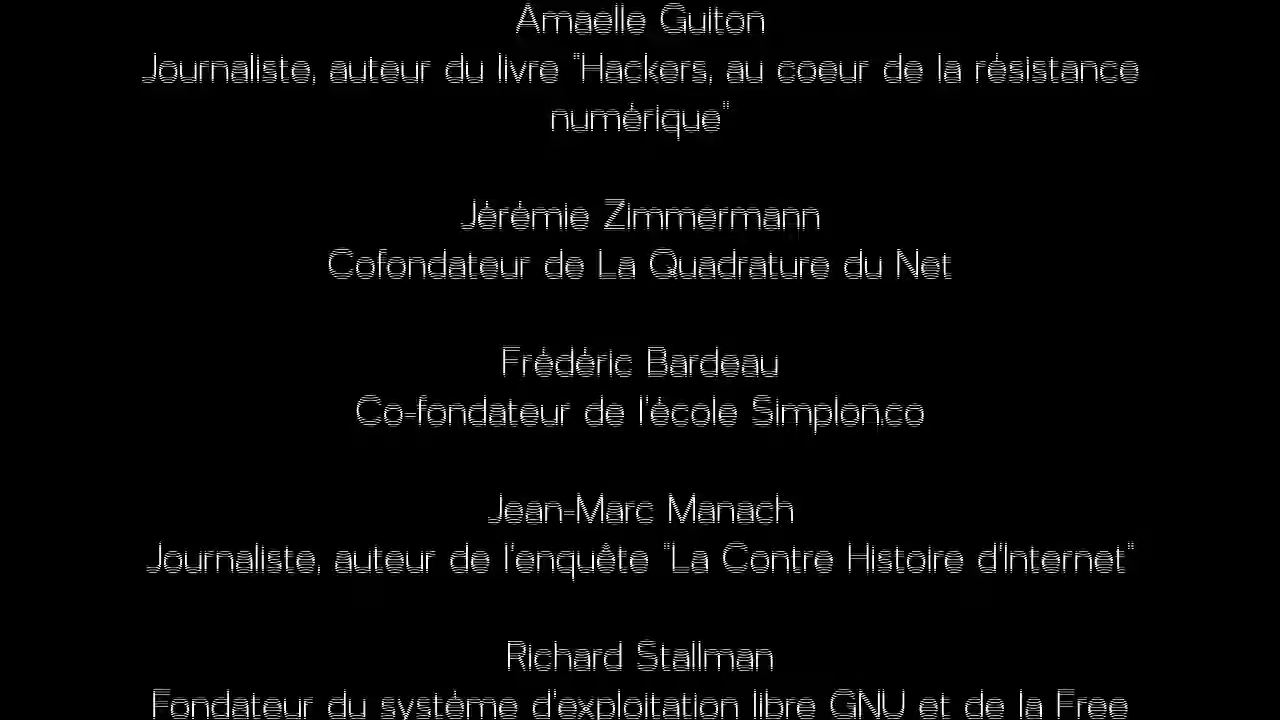 Amaelle Guiton
Journaliste, auteur du livre "Hackers, au coeur de la résistance
numérique"
Jérémie Zimmermann
Cofondateur de La Quadrature du Net
Frédéric Bardeau
Co-fondateur de l'école Simplon.co
Jean-Marc Manach
Journaliste, auteur de l'enquête "La Contre Histoire d'Internet"
Richard Stallman
Fondateur du système d'exploitation libre GNU et de la Free